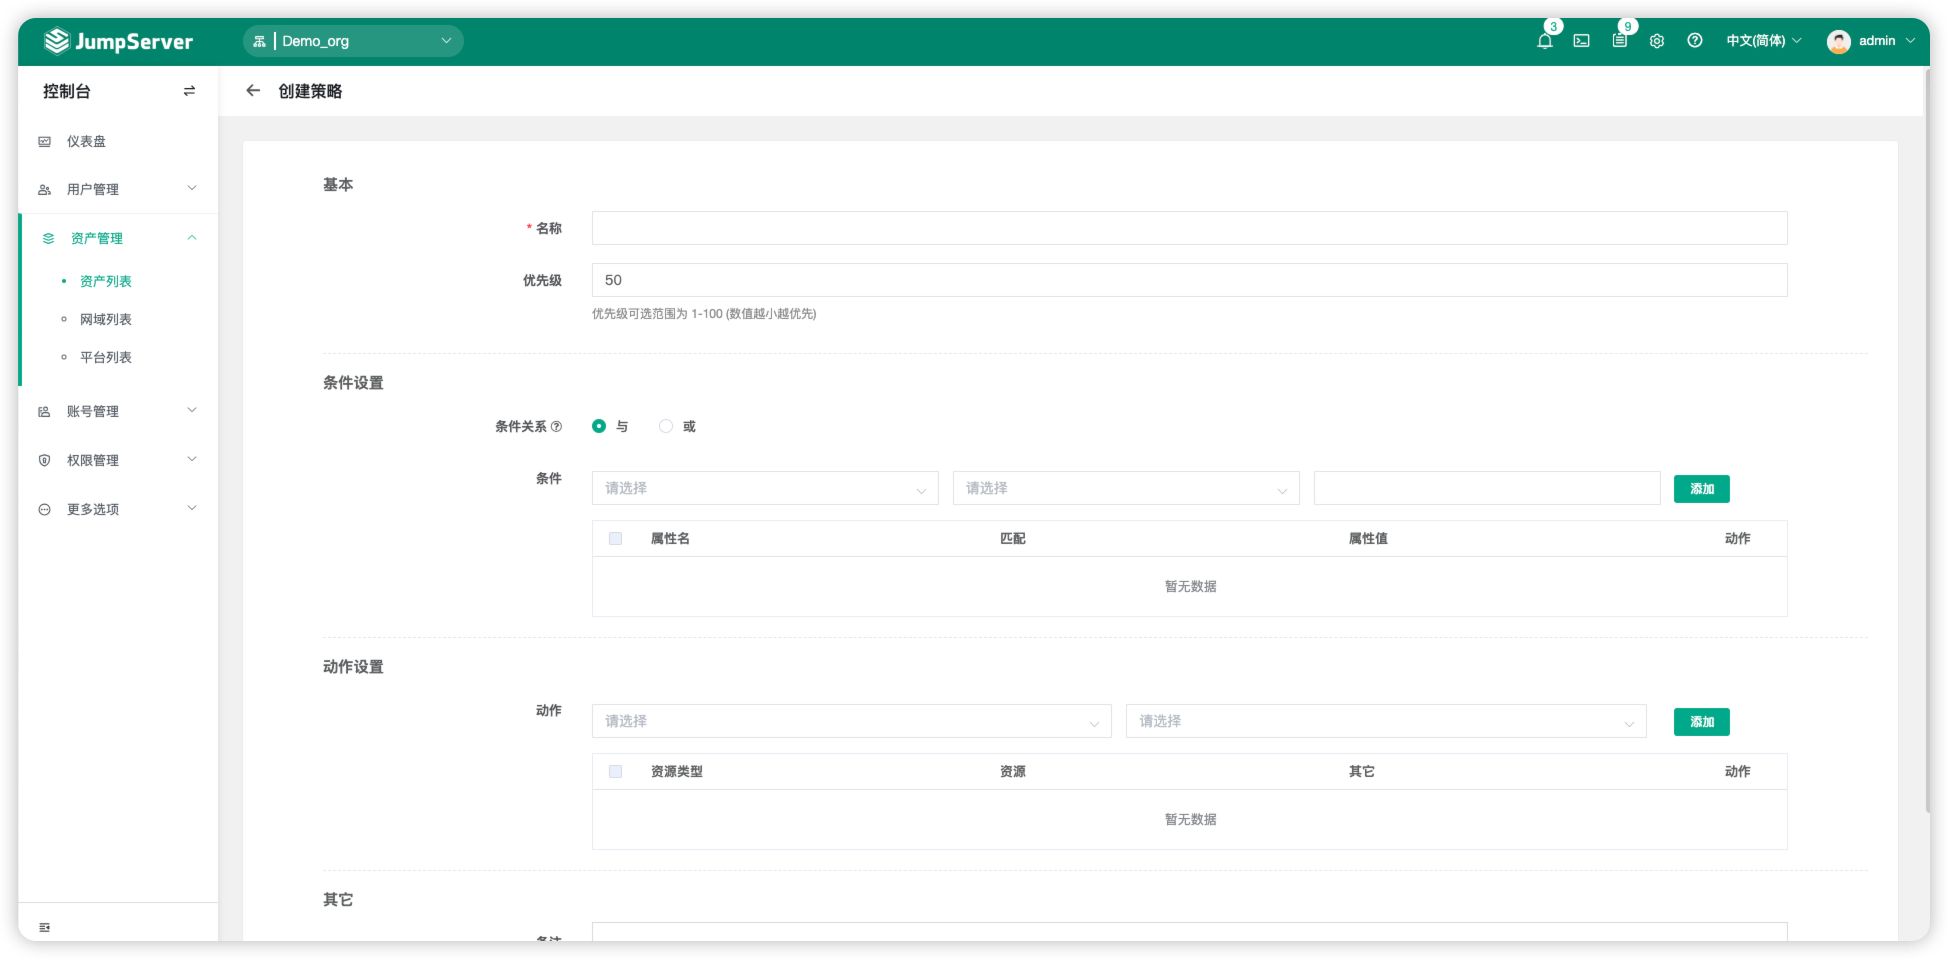 JumpServer
Demo_org
3
9
中文(简体)
admin
控制台
创建策略
仪表盘
用户管理
资产管理
资产列表
网域列表
平台列表
账号管理
权限管理
更多选项
基本
* 名称
优先级
50
优先级可选范围为 1-100 (数值越小越优先)
条件设置
条件关系
与
或
条件
请选择
请选择
添加
属性名
匹配
属性值
动作
暂无数据
动作设置
动作
请选择
请选择
添加
资源类型
资源
其它
动作
暂无数据
其它
备注